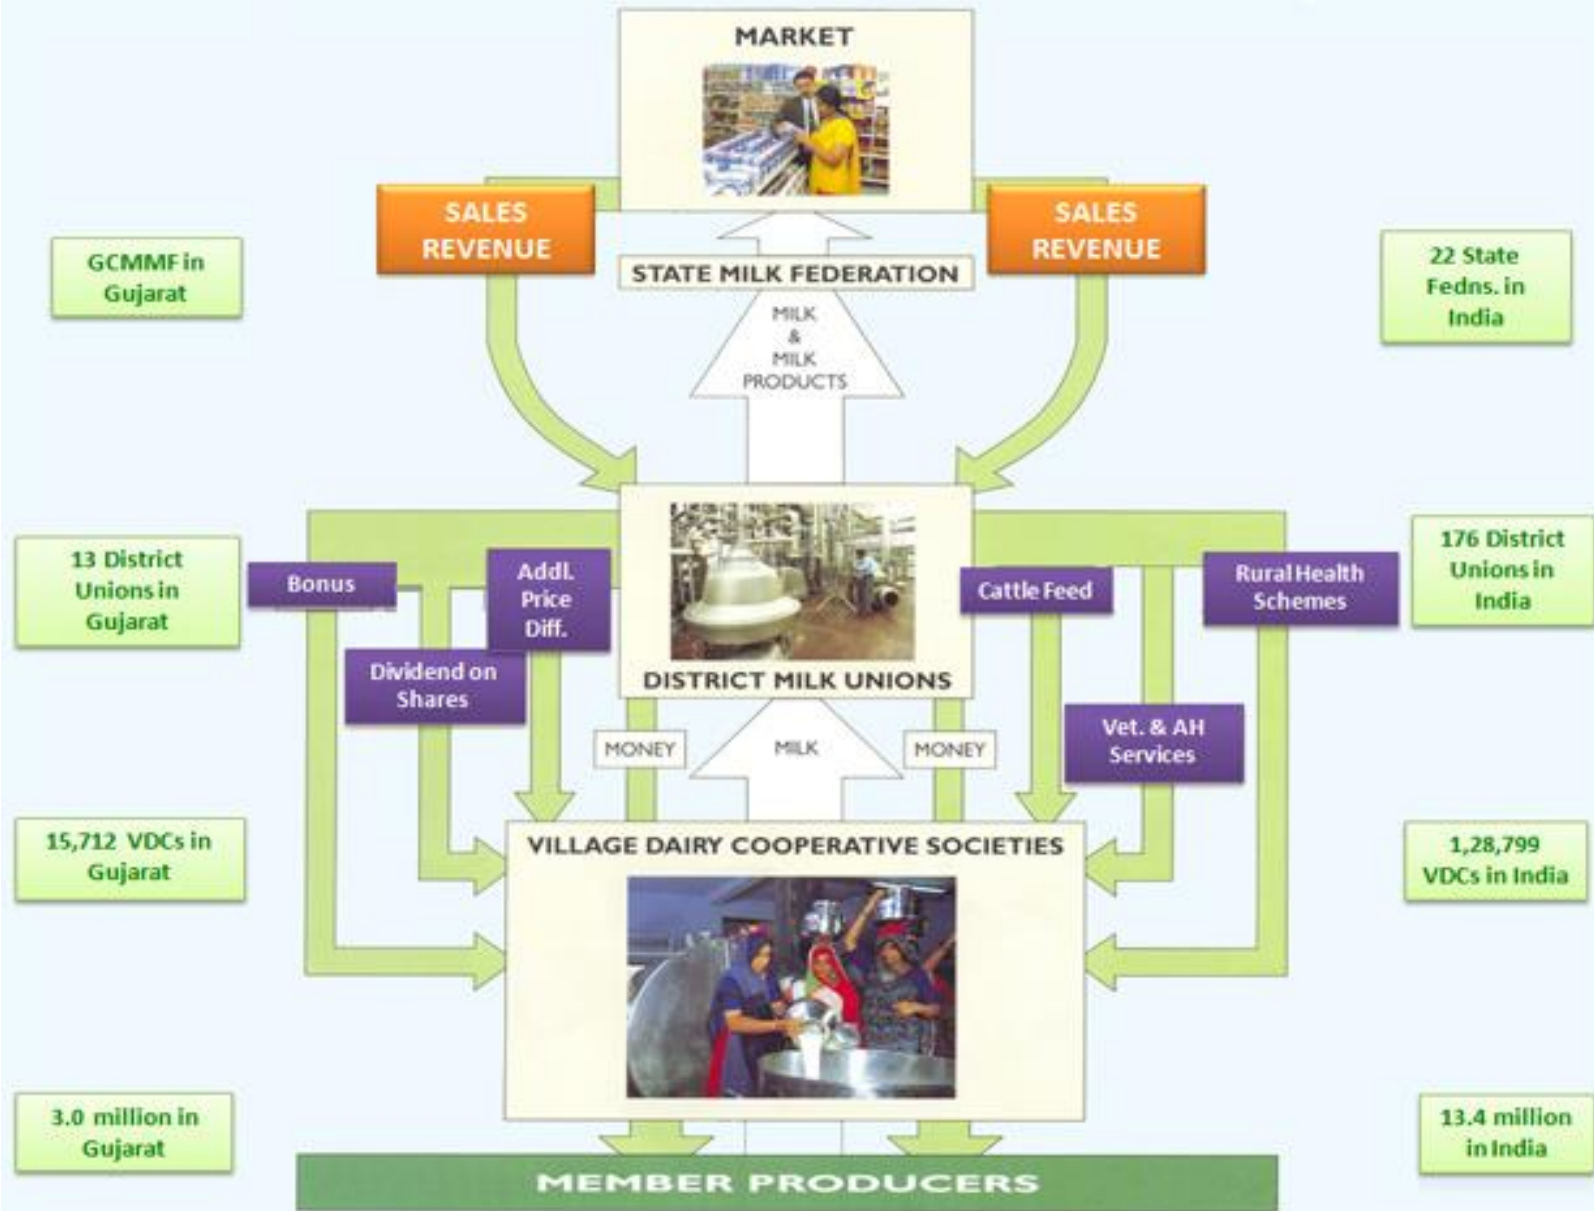 MARKET
SALES
REVENUE
SALES
REVENUE
GCMMF in
Gujarat
STATE MILK FEDERATION
22 State
Fedns. in
India
MILK
&
MILK
PRODUCTS
13 District
Unions in
Gujarat
Bonus
Addl.
Price
Diff.
Dividend on
Shares
Cattle Feed
Rural Health
Schemes
176 District
Unions in
India
DISTRICT MILK UNIONS
Vet. & AH
Services
MONEY
MILK
MONEY
15,712 VDCs in
Gujarat
VILLAGE DAIRY COOPERATIVE SOCIETIES
1,28,799
VDCs in India
3.0 million in
Gujarat
13.4 million
in India
MEMBER PRODUCERS